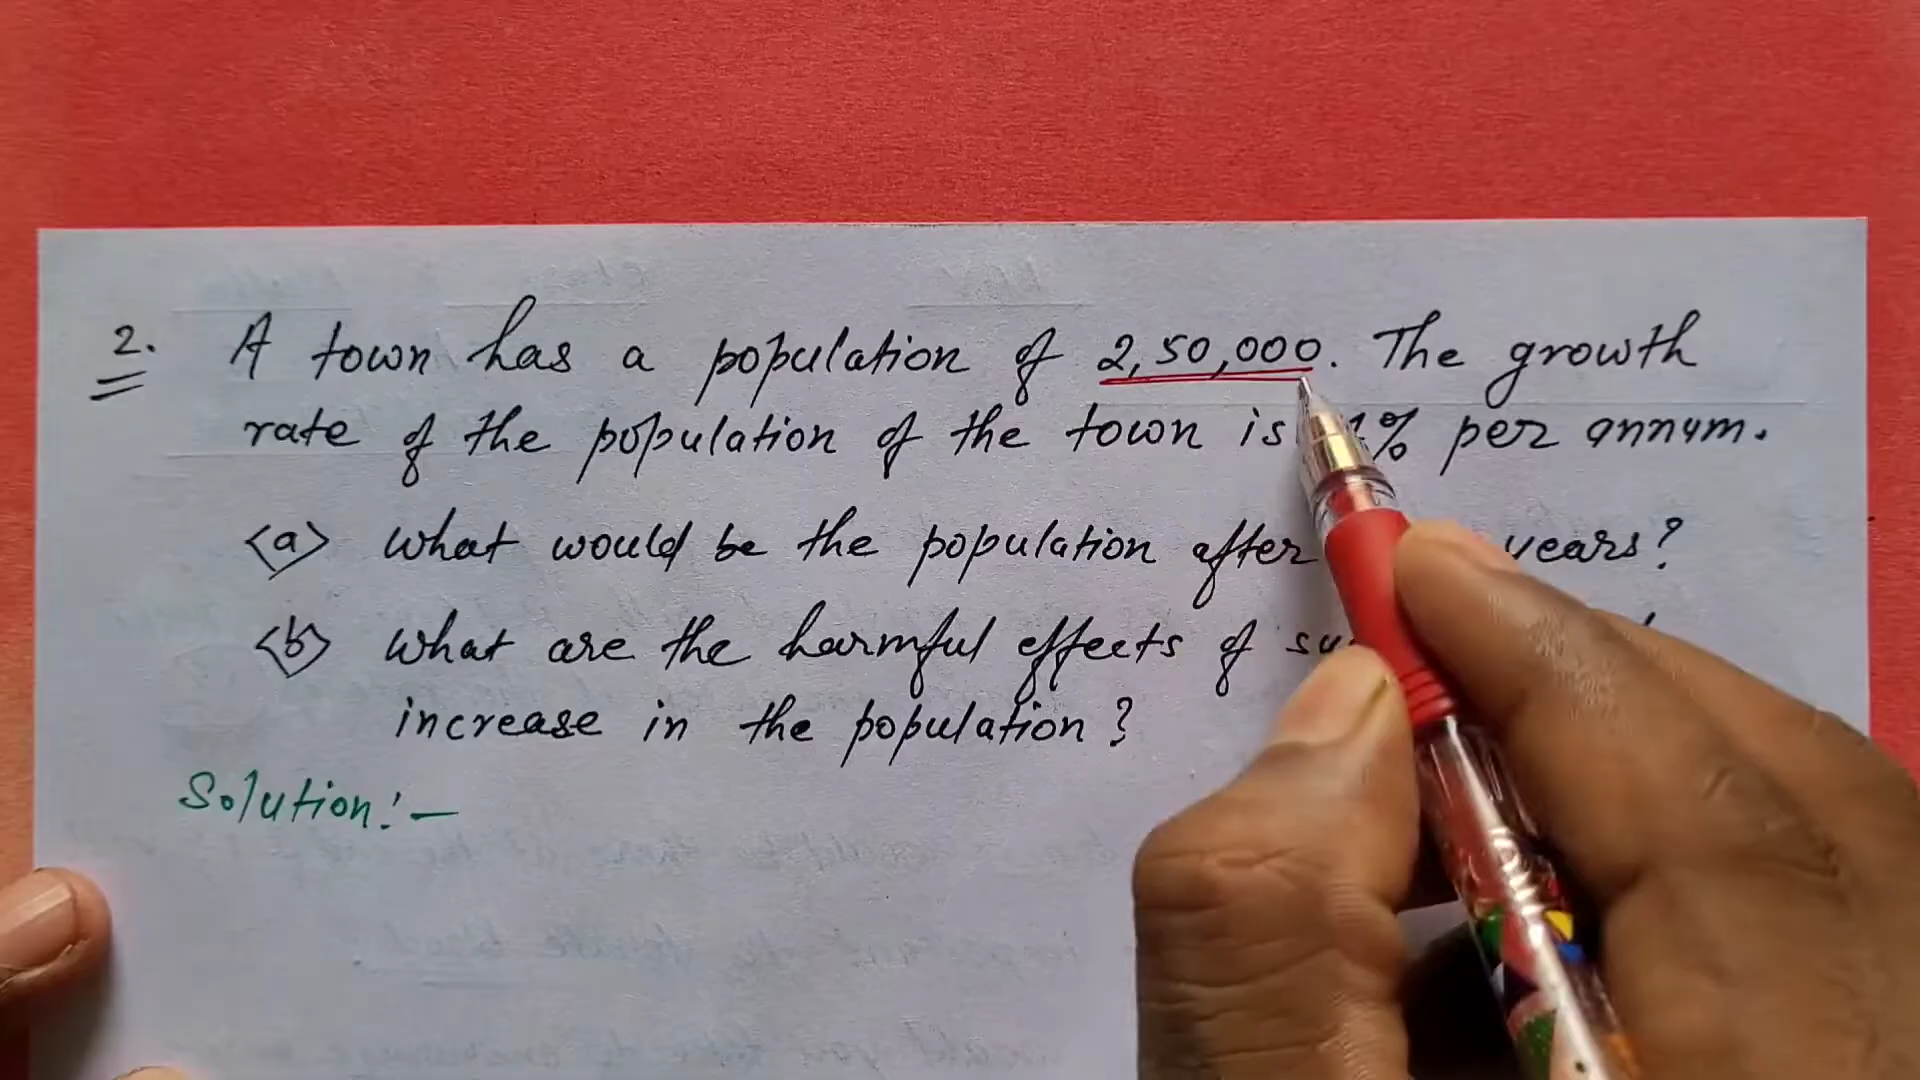 2. A town has a population of 2,50,000. The growth
rate of the population of the town is % per annum.
<a> What would be the population after years?
<b> What are the harmful effects of
increase in the population?
Solution:-